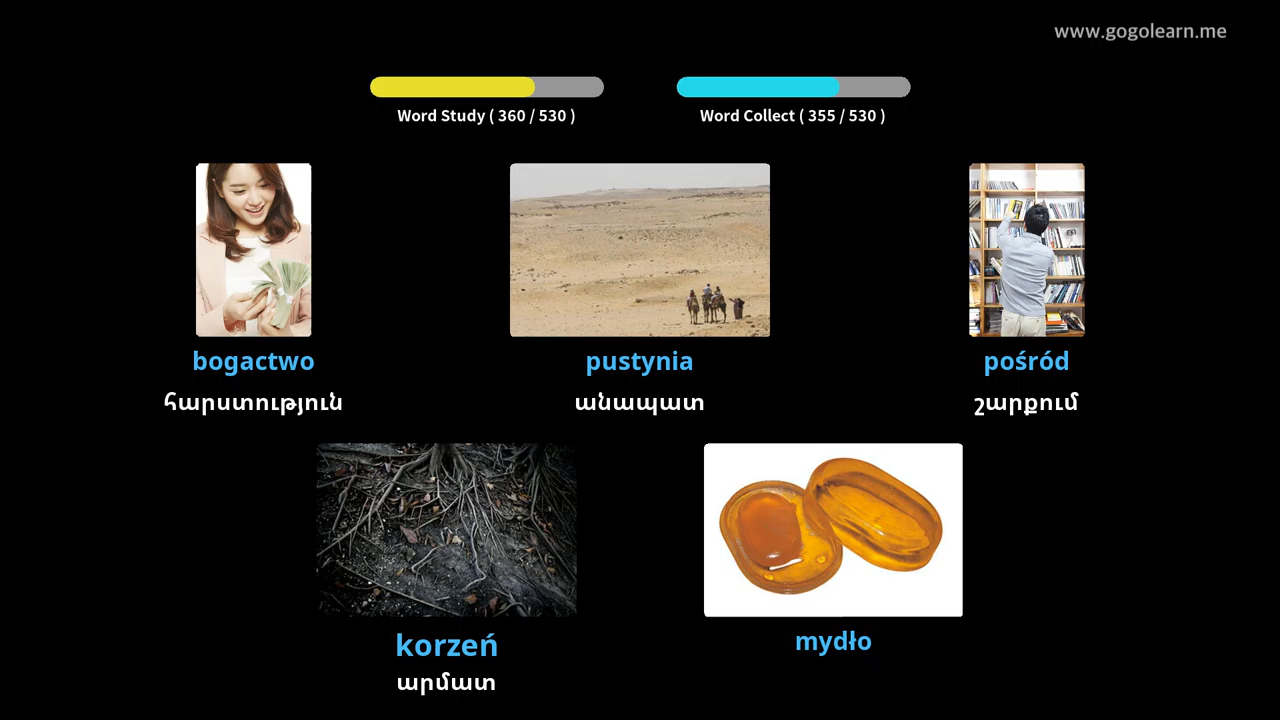 www.gogolearn.me
Word Study ( 360 / 530 )
Word Collect ( 355 / 530 )
bogactwo
pustynia
pośród
հարստություն
անապատ
շարքում
korzeń
mydło
արմատ